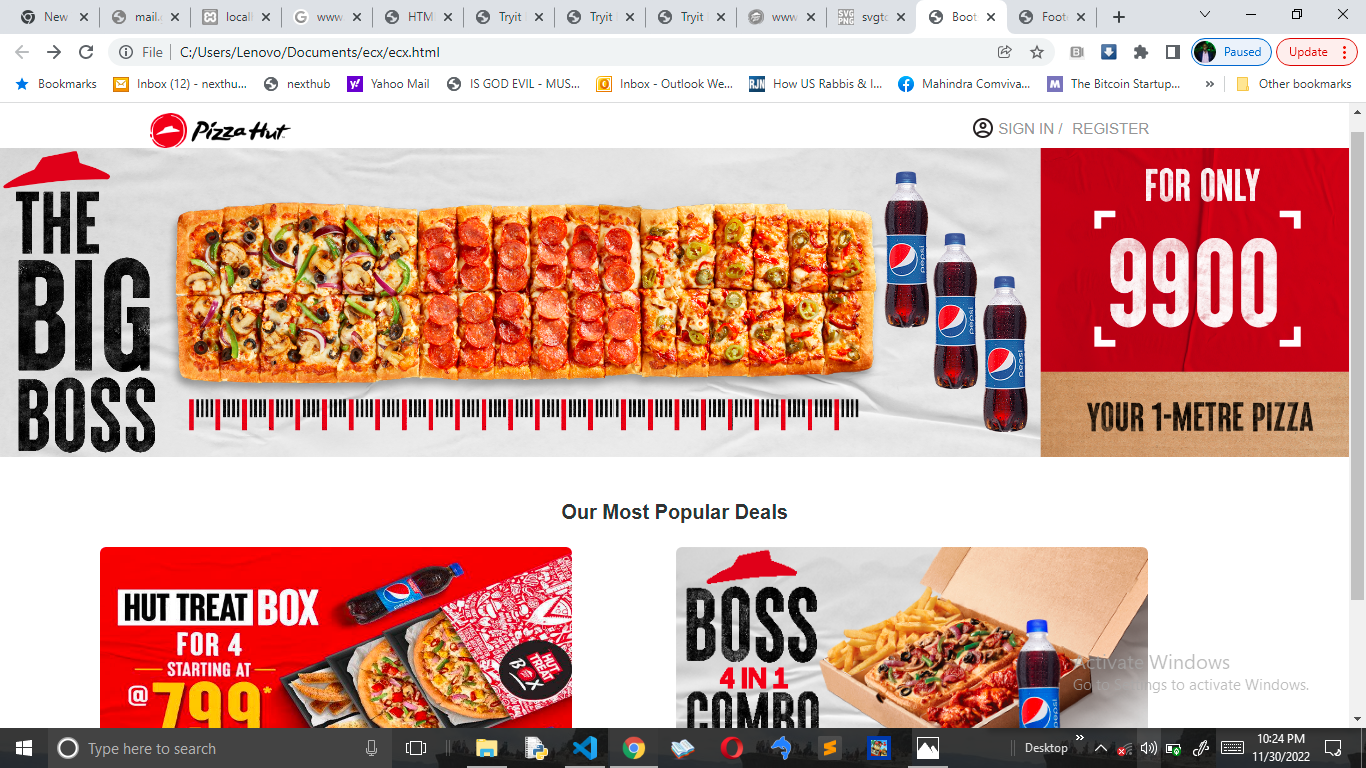 New
mail.
locall
www
HTM
Tryit
Tryit
Tryit
www
SVG PNG svgto
Boot
Foot
File C:/Users/Lenovo/Documents/ecx/ecx.html
Paused
Update
Bookmarks
Inbox (12) - nexthu...
nexthub
Yahoo Mail
IS GOD EVIL - MUS...
Inbox - Outlook We...
RJN How US Rabbis & I...
Mahindra Comviva...
The Bitcoin Startup...
»
Other bookmarks
Pizza Hut
SIGN IN / REGISTER
THE
BIG
BOSS
pepsi
pepsi
pepsi
FOR ONLY
9900
YOUR 1-METRE PIZZA
Our Most Popular Deals
HUT TREAT BOX
FOR 4
STARTING AT
@799*
pepsi
HUT
TREAT
BOX
BOSS
4 IN 1
COMBO
pepsi
Activate Windows
Go to Settings to activate Windows.
Type here to search
Desktop
»
10:24 PM
11/30/2022